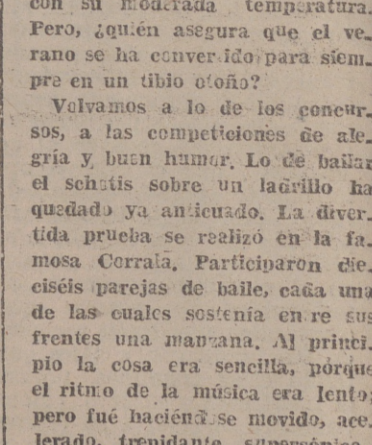 con su moderada temperatura.
Pero, ¿quién asegura que el ve-
rano se ha convertido para siem-
pre en un tibio otoño?
Volvamos a lo de los concur-
sos, a las competiciones de ale-
gría y buen humor. Lo de bailar
el schotis sobre un ladrillo ha
quedado ya anticuado. La diver-
tida prueba se realizó en la fa-
mosa Corrala. Participaron die-
ciséis parejas de baile, cada una
de las cuales sostenía entre sus
frentes una manzana. Al princi-
pio la cosa era sencilla, porque
el ritmo de la música era lento;
pero fué haciéndose movido, ace-
lerado, trepidante, supersónico.